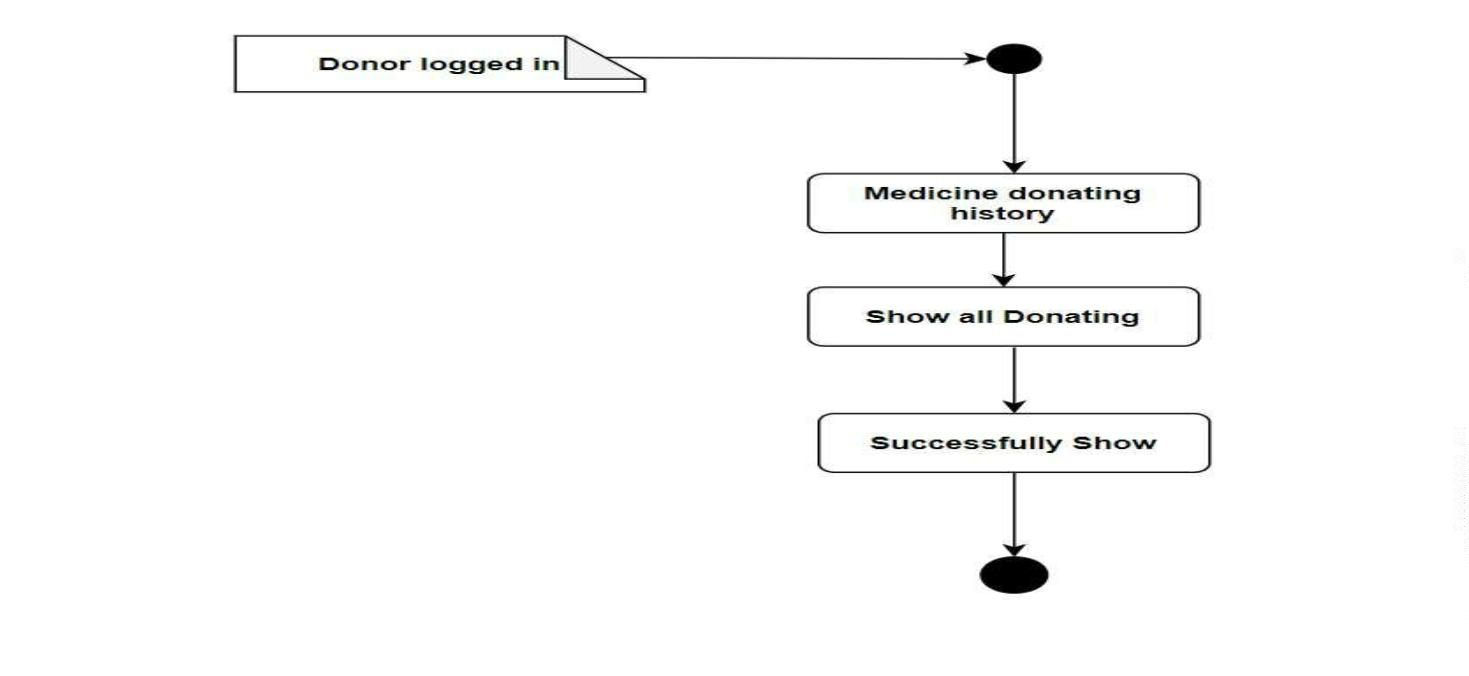 Donor logged in
Medicine donating
history
Show all Donating
Successfully Show